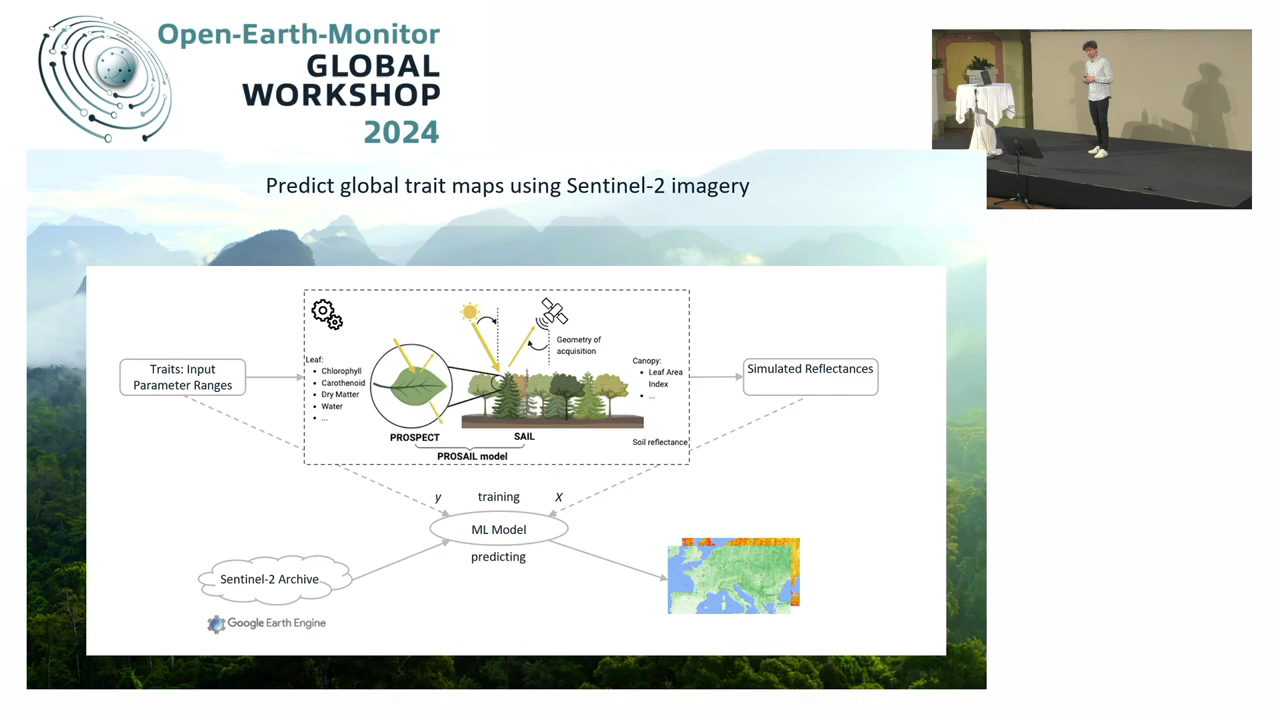 Open-Earth-Monitor
GLOBAL
WORKSHOP
2024
Predict global trait maps using Sentinel-2 imagery
Traits: Input
Parameter Ranges
Leaf:
• Chlorophyll
• Carothenoid
• Dry Matter
• Water
• ...
Geometry of
acquisition
Canopy:
• Leaf Area
Index
• ...
Soil reflectance
PROSPECT
SAIL
PROSAIL model
Simulated Reflectances
y
training
X
ML Model
predicting
Sentinel-2 Archive
Google Earth Engine